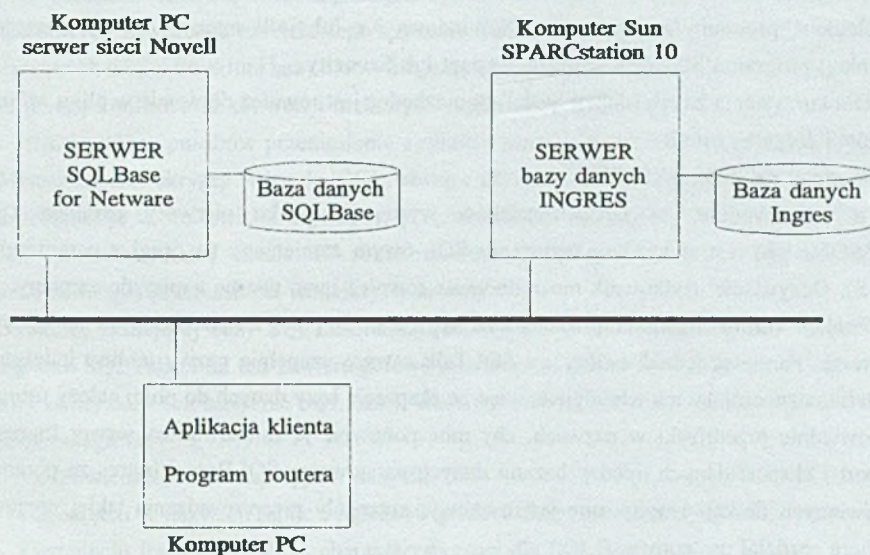 Komputer PC
serwer sieci Novell
Komputer Sun
SPARCstation 10
SERWER
SQLBase
for Netware
Baza danych
SQLBase
SERWER
bazy danych
INGRES
Baza danych
Ingres
Aplikacja klienta
Program routera
Komputer PC